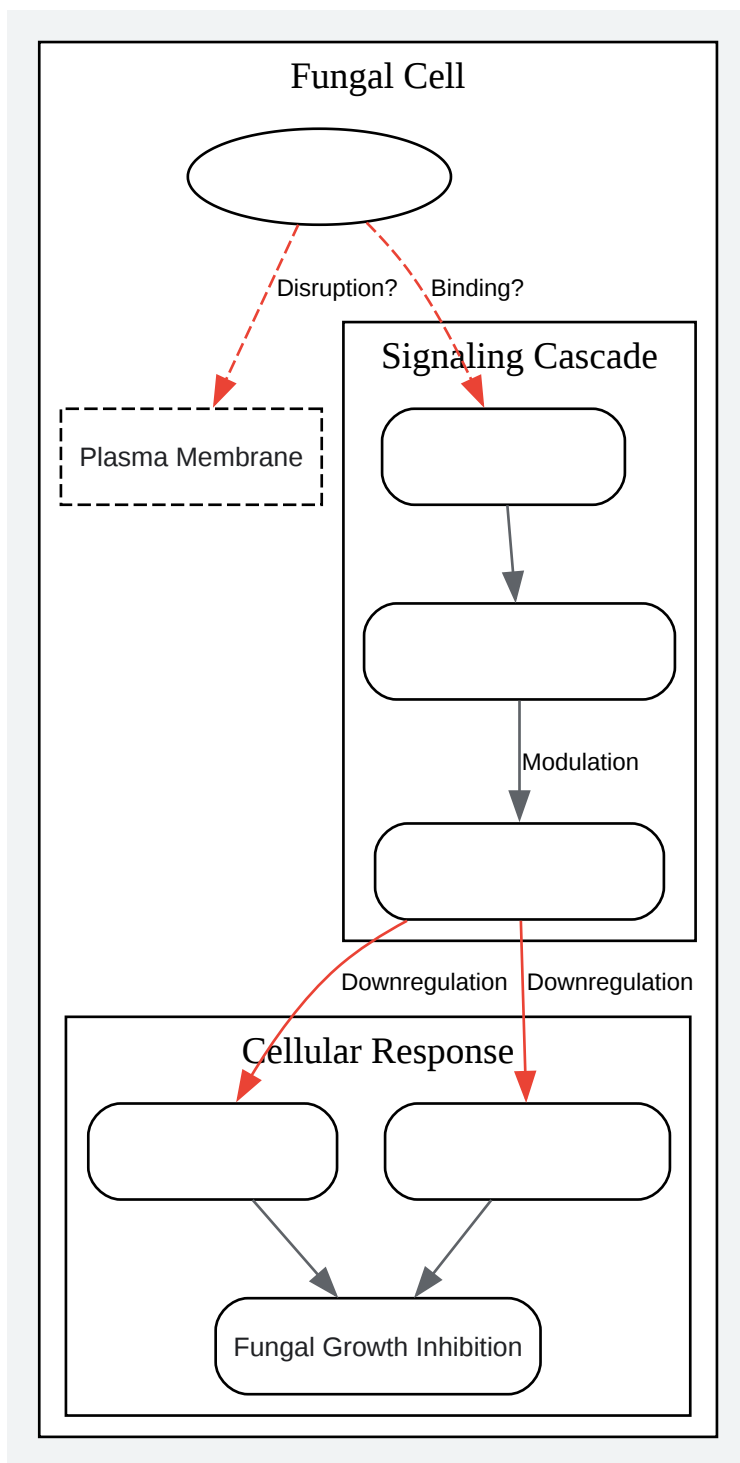 Fungal Cell
Disruption?
Binding?
Signaling Cascade
Plasma Membrane
Modulation
Downregulation
Downregulation
Cellular Response
Fungal Growth Inhibition